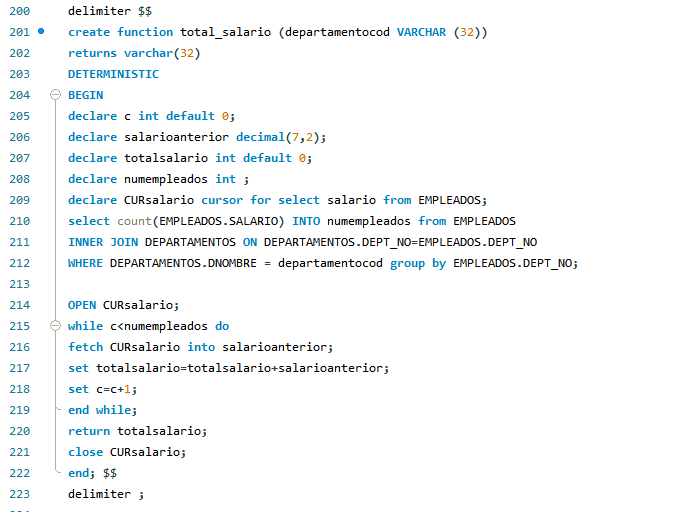 200 delimiter $$
201 create function total_salario (departamentocod VARCHAR (32))
202 returns varchar(32)
203 DETERMINISTIC
204 BEGIN
205 declare c int default 0;
206 declare salarioanterior decimal(7,2);
207 declare totalsalario int default 0;
208 declare numempleados int ;
209 declare CURsalario cursor for select salario from EMPLEADOS;
210 select count(EMPLEADOS.SALARIO) INTO numempleados from EMPLEADOS
211 INNER JOIN DEPARTAMENTOS ON DEPARTAMENTOS.DEPT_NO=EMPLEADOS.DEPT_NO
212 WHERE DEPARTAMENTOS.DNOMBRE = departamentocod group by EMPLEADOS.DEPT_NO;
213
214 OPEN CURsalario;
215 while c<numempleados do
216 fetch CURsalario into salarioanterior;
217 set totalsalario=totalsalario+salarioanterior;
218 set c=c+1;
219 end while;
220 return totalsalario;
221 close CURsalario;
222 end; $$
223 delimiter ;